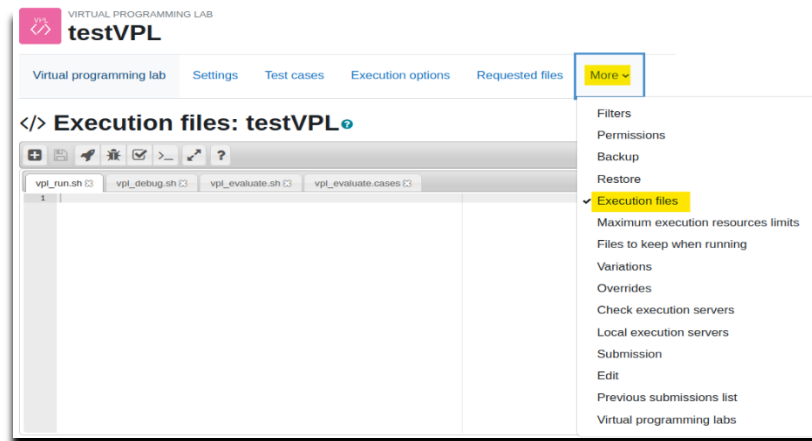 VPL
VIRTUAL PROGRAMMING LAB
testVPL
Virtual programming lab Settings Test cases Execution options Requested files More
</> Execution files: testVPL
vpl_run.sh vpl_debug.sh vpl_evaluate.sh vpl_evaluate.cases
1
Filters
Permissions
Backup
Restore
Execution files
Maximum execution resources limits
Files to keep when running
Variations
Overrides
Check execution servers
Local execution servers
Submission
Edit
Previous submissions list
Virtual programming labs